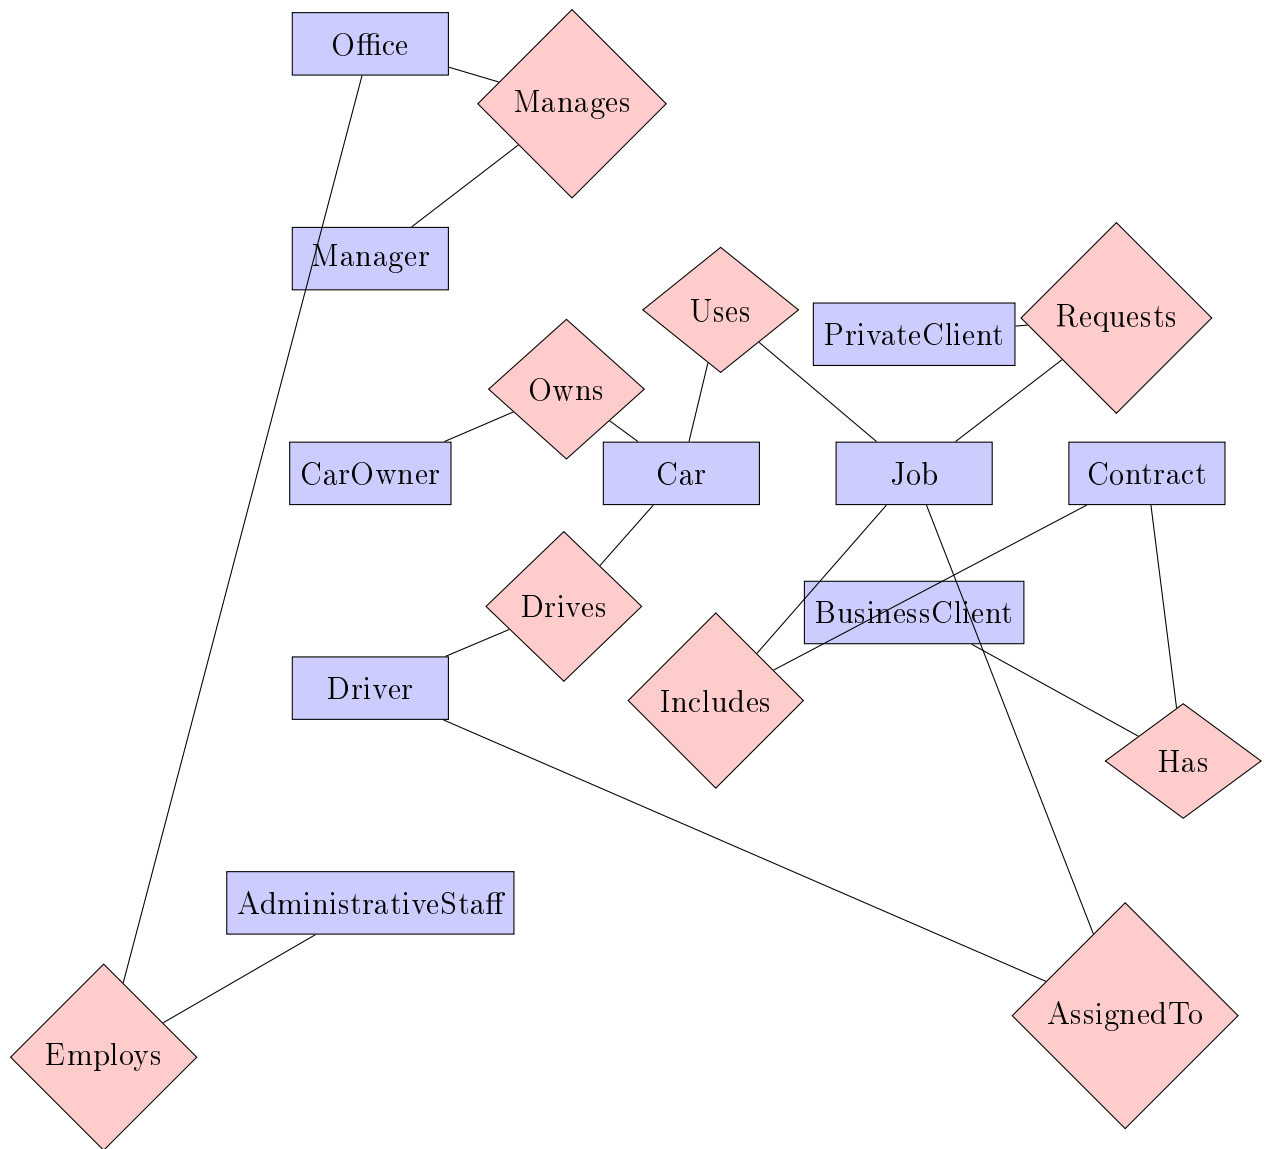 Office
Manages
Manager
Uses
Requests
PrivateClient
Owns
CarOwner
Car
Job
Contract
Drives
BusinessClient
Driver
Includes
Has
AdministrativeStaff
AssignedTo
Employs